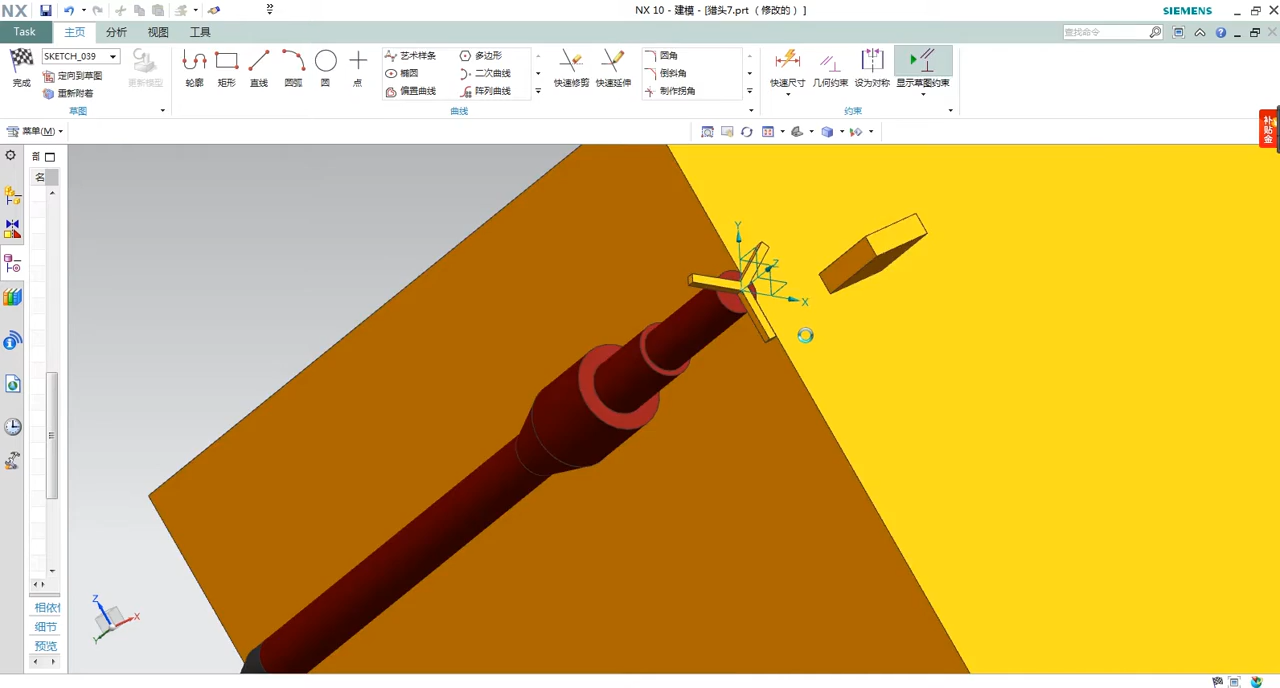 NX
NX 10 - 建模 - [猎头7.prt （修改的） ]
SIEMENS
Task
主页
分析
视图
工具
查找命令
SKETCH_039
定向到草图
重新附着
完成
更新模型
草图
轮廓
矩形
直线
圆弧
圆
点
艺术样条
椭圆
偏置曲线
多边形
二次曲线
阵列曲线
快速修剪
快速延伸
圆角
倒斜角
制作拐角
曲线
快速尺寸
几何约束
设为对称
显示草图约束
约束
菜单(M)
补贴金
部
名
相依性
细节
预览
Y
Z
X
Z
X
Y